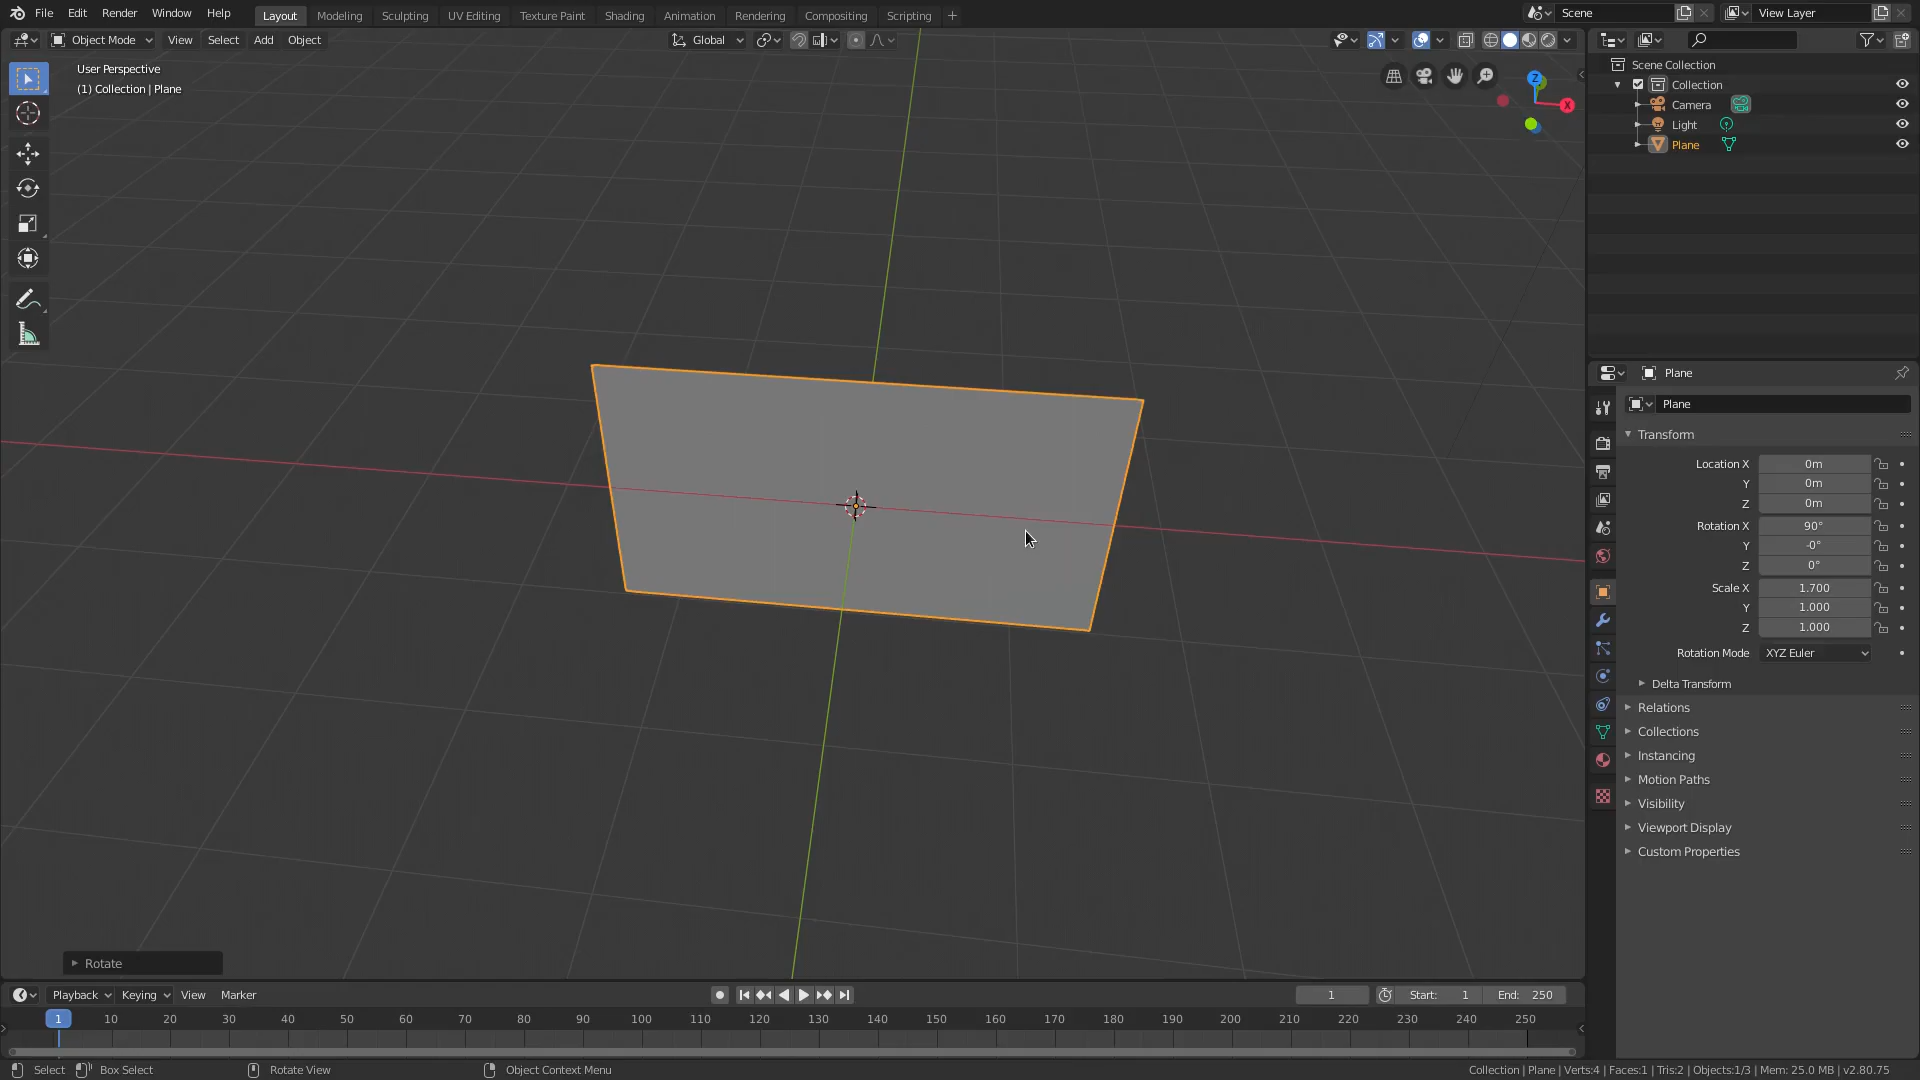 File Edit Render Window Help Layout Modeling Sculpting UV Editing Texture Paint Shading Animation Rendering Compositing Scripting + Scene View Layer
Object Mode View Select Add Object Global
User Perspective
(1) Collection | Plane
Z
X
Scene Collection
Collection
Camera
Light
Plane
Plane
Plane
Transform
Location X 0m
Y 0m
Z 0m
Rotation X 90°
Y -0°
Z 0°
Scale X 1.700
Y 1.000
Z 1.000
Rotation Mode XYZ Euler
Delta Transform
Relations
Collections
Instancing
Motion Paths
Visibility
Viewport Display
Custom Properties
Rotate
Playback Keying View Marker 1 Start: 1 End: 250
1 10 20 30 40 50 60 70 80 90 100 110 120 130 140 150 160 170 180 190 200 210 220 230 240 250
Select Box Select Rotate View Object Context Menu Collection | Plane | Verts:4 | Faces:1 | Tris:2 | Objects:1/3 | Mem: 25.0 MB | v2.80.75